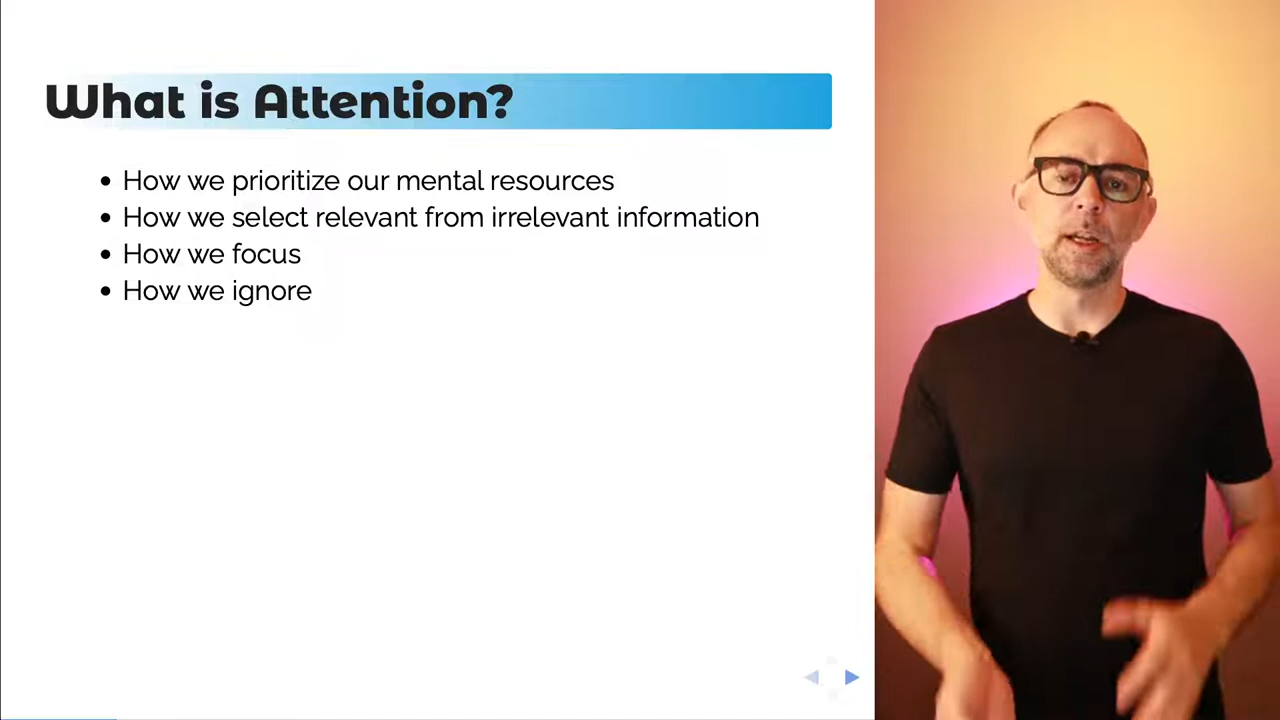 What is Attention?
How we prioritize our mental resources
How we select relevant from irrelevant information
How we focus
How we ignore